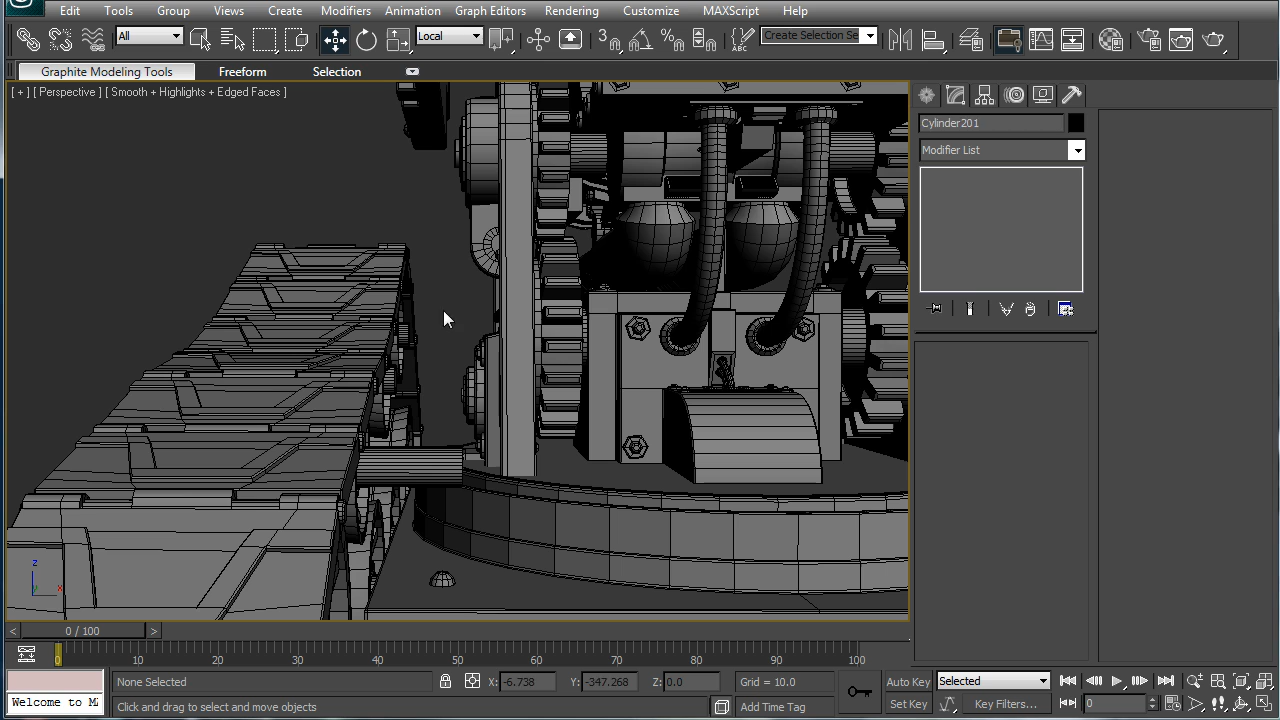 Edit Tools Group Views Create Modifiers Animation Graph Editors Rendering Customize MAXScript Help
All Local 3 Create Selection Se
Graphite Modeling Tools Freeform Selection
[ + ] [ Perspective ] [ Smooth + Highlights + Edged Faces ]
Cylinder201
Modifier List
z
y x
< 0 / 100 >
0 10 20 30 40 50 60 70 80 90 100
None Selected X: -6.738 Y: -347.268 Z: 0.0 Grid = 10.0 Auto Key Selected
Welcome to M Click and drag to select and move objects Add Time Tag Set Key Key Filters... 0